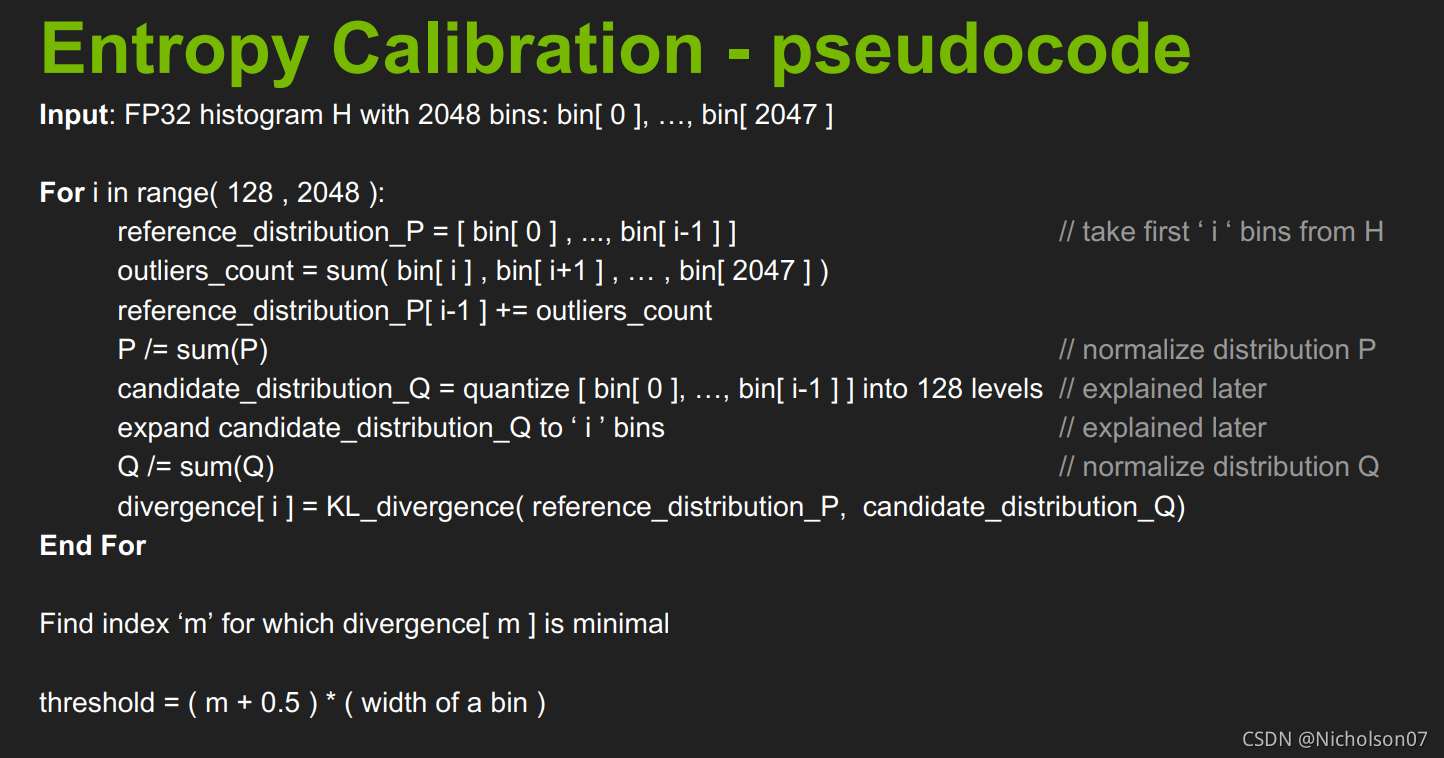 Entropy Calibration - pseudocode
Input: FP32 histogram H with 2048 bins: bin[ 0 ], …, bin[ 2047 ]
For i in range( 128 , 2048 ):
reference_distribution_P = [ bin[ 0 ] , ..., bin[ i-1 ] ] // take first ‘ i ‘ bins from H
outliers_count = sum( bin[ i ] , bin[ i+1 ] , … , bin[ 2047 ] )
reference_distribution_P[ i-1 ] += outliers_count
P /= sum(P) // normalize distribution P
candidate_distribution_Q = quantize [ bin[ 0 ], …, bin[ i-1 ] ] into 128 levels // explained later
expand candidate_distribution_Q to ‘ i ’ bins // explained later
Q /= sum(Q) // normalize distribution Q
divergence[ i ] = KL_divergence( reference_distribution_P, candidate_distribution_Q)
End For
Find index ‘m’ for which divergence[ m ] is minimal
threshold = ( m + 0.5 ) * ( width of a bin )
CSDN @Nicholson07